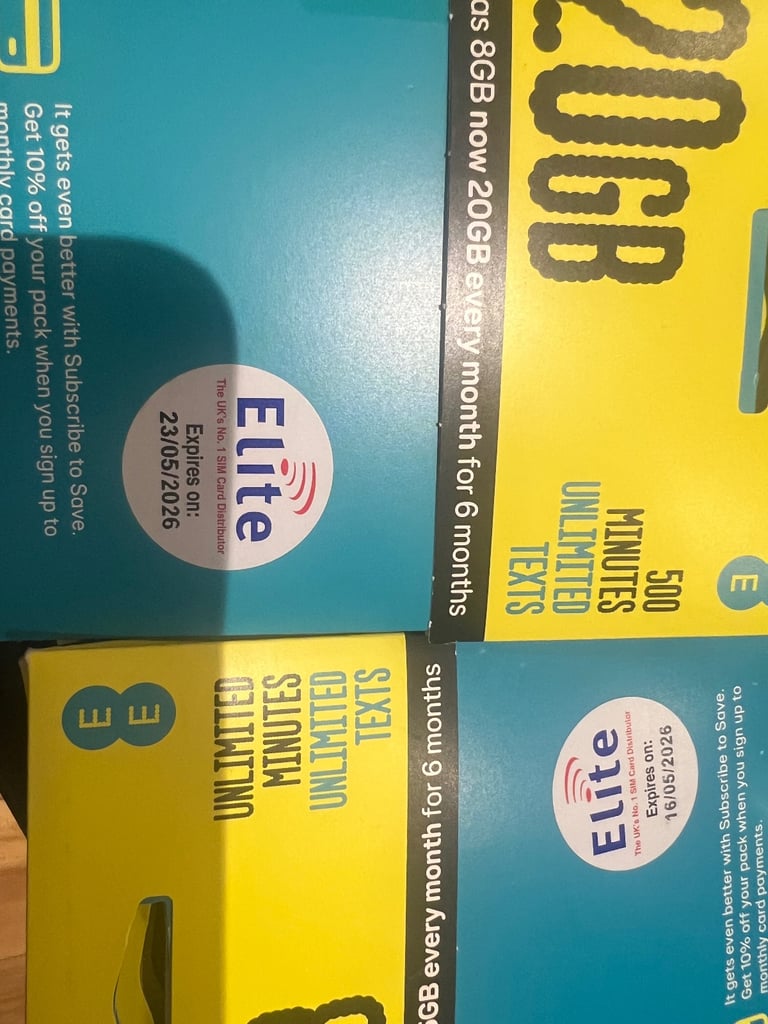 20GB
as 8GB now 20GB every month for 6 months
500
MINUTES
UNLIMITED
TEXTS
E
Elite
The UK's No. 1 SIM Card Distributor
Expires on:
23/05/2026
It gets even better with Subscribe to Save.
Get 10% off your pack when you sign up to
monthly card payments.
EE
UNLIMITED
MINUTES
UNLIMITED
TEXTS
GB every month for 6 months
Elite
The UK's No. 1 SIM Card Distributor
Expires on:
16/05/2026
It gets even better with Subscribe to Save.
Get 10% off your pack when you sign up to
monthly card payments.